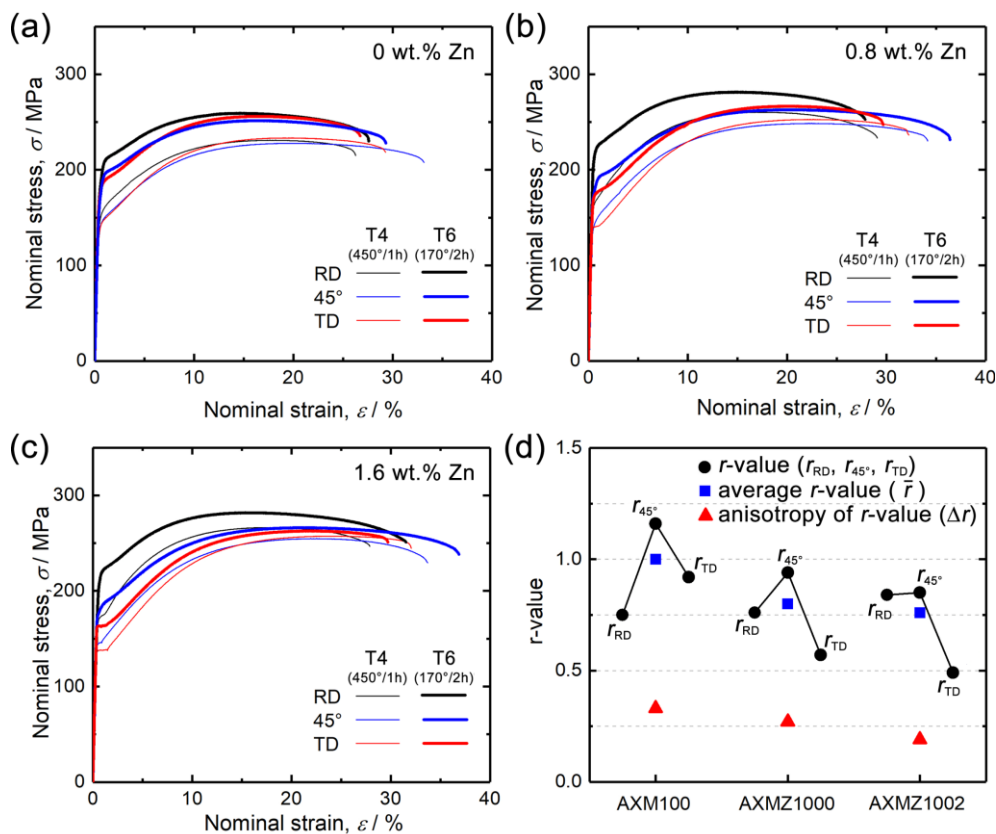 (a)
0 wt.% Zn
300
200
100
0
Nominal stress, σ / MPa
T4 T6
(450°/1h) (170°/2h)
RD
45°
TD
0 10 20 30 40
Nominal strain, ε / %
(b)
0.8 wt.% Zn
300
200
100
0
Nominal stress, σ / MPa
T4 T6
(450°/1h) (170°/2h)
RD
45°
TD
0 10 20 30 40
Nominal strain, ε / %
(c)
1.6 wt.% Zn
300
200
100
0
Nominal stress, σ / MPa
T4 T6
(450°/1h) (170°/2h)
RD
45°
TD
0 10 20 30 40
Nominal strain, ε / %
(d)
1.5
1.0
0.5
0.0
r-value
r-value (rRD, r45°, rTD)
average r-value ( r̄ )
anisotropy of r-value (Δr)
r45°
rTD
rRD
r45°
rRD
rTD
r45°
rRD
rTD
AXM100 AXMZ1000 AXMZ1002